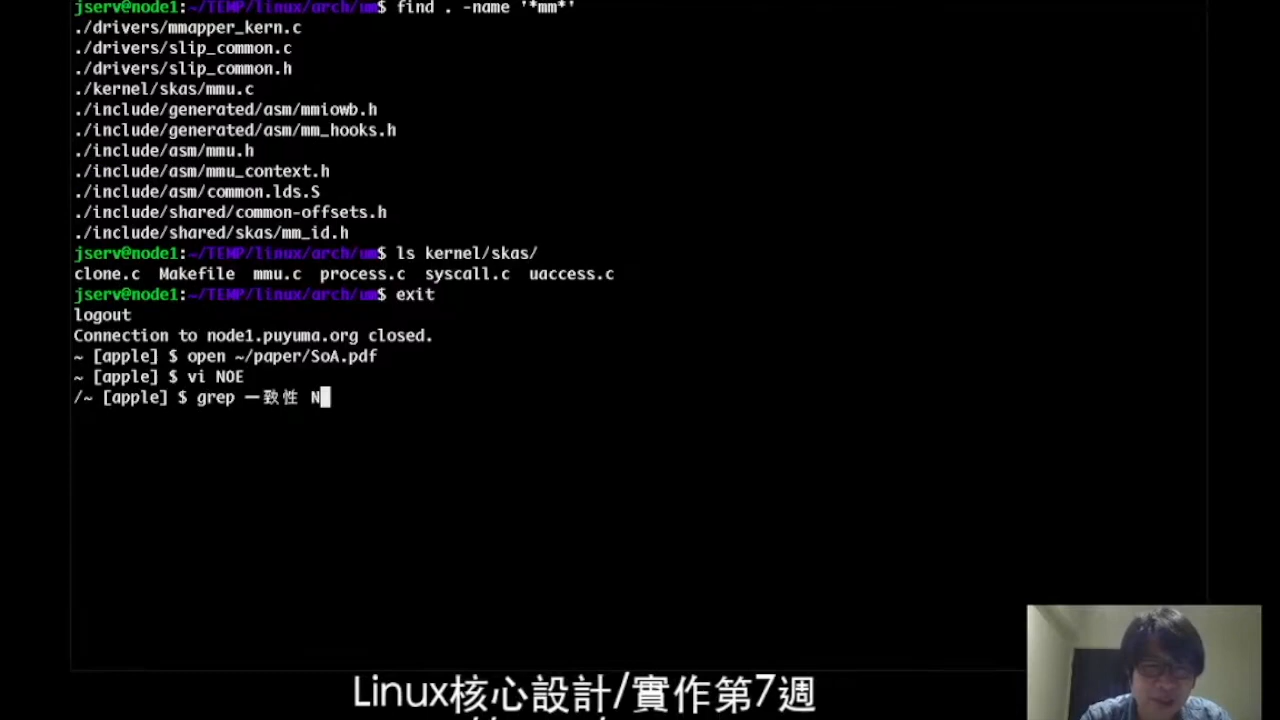 jserv@node1:~/TEMP/linux/arch/um$ find . -name '*mm*'
./drivers/mmapper_kern.c
./drivers/slip_common.c
./drivers/slip_common.h
./kernel/skas/mmu.c
./include/generated/asm/mmiowb.h
./include/generated/asm/mm_hooks.h
./include/asm/mmu.h
./include/asm/mmu_context.h
./include/asm/common.lds.S
./include/shared/common-offsets.h
./include/shared/skas/mm_id.h
jserv@node1:~/TEMP/linux/arch/um$ ls kernel/skas/
clone.c  Makefile  mmu.c  process.c  syscall.c  uaccess.c
jserv@node1:~/TEMP/linux/arch/um$ exit
logout
Connection to node1.puyuma.org closed.
~ [apple] $ open ~/paper/SoA.pdf
~ [apple] $ vi NOE
/~ [apple] $ grep 一致性 N
Linux核心設計/實作第7週